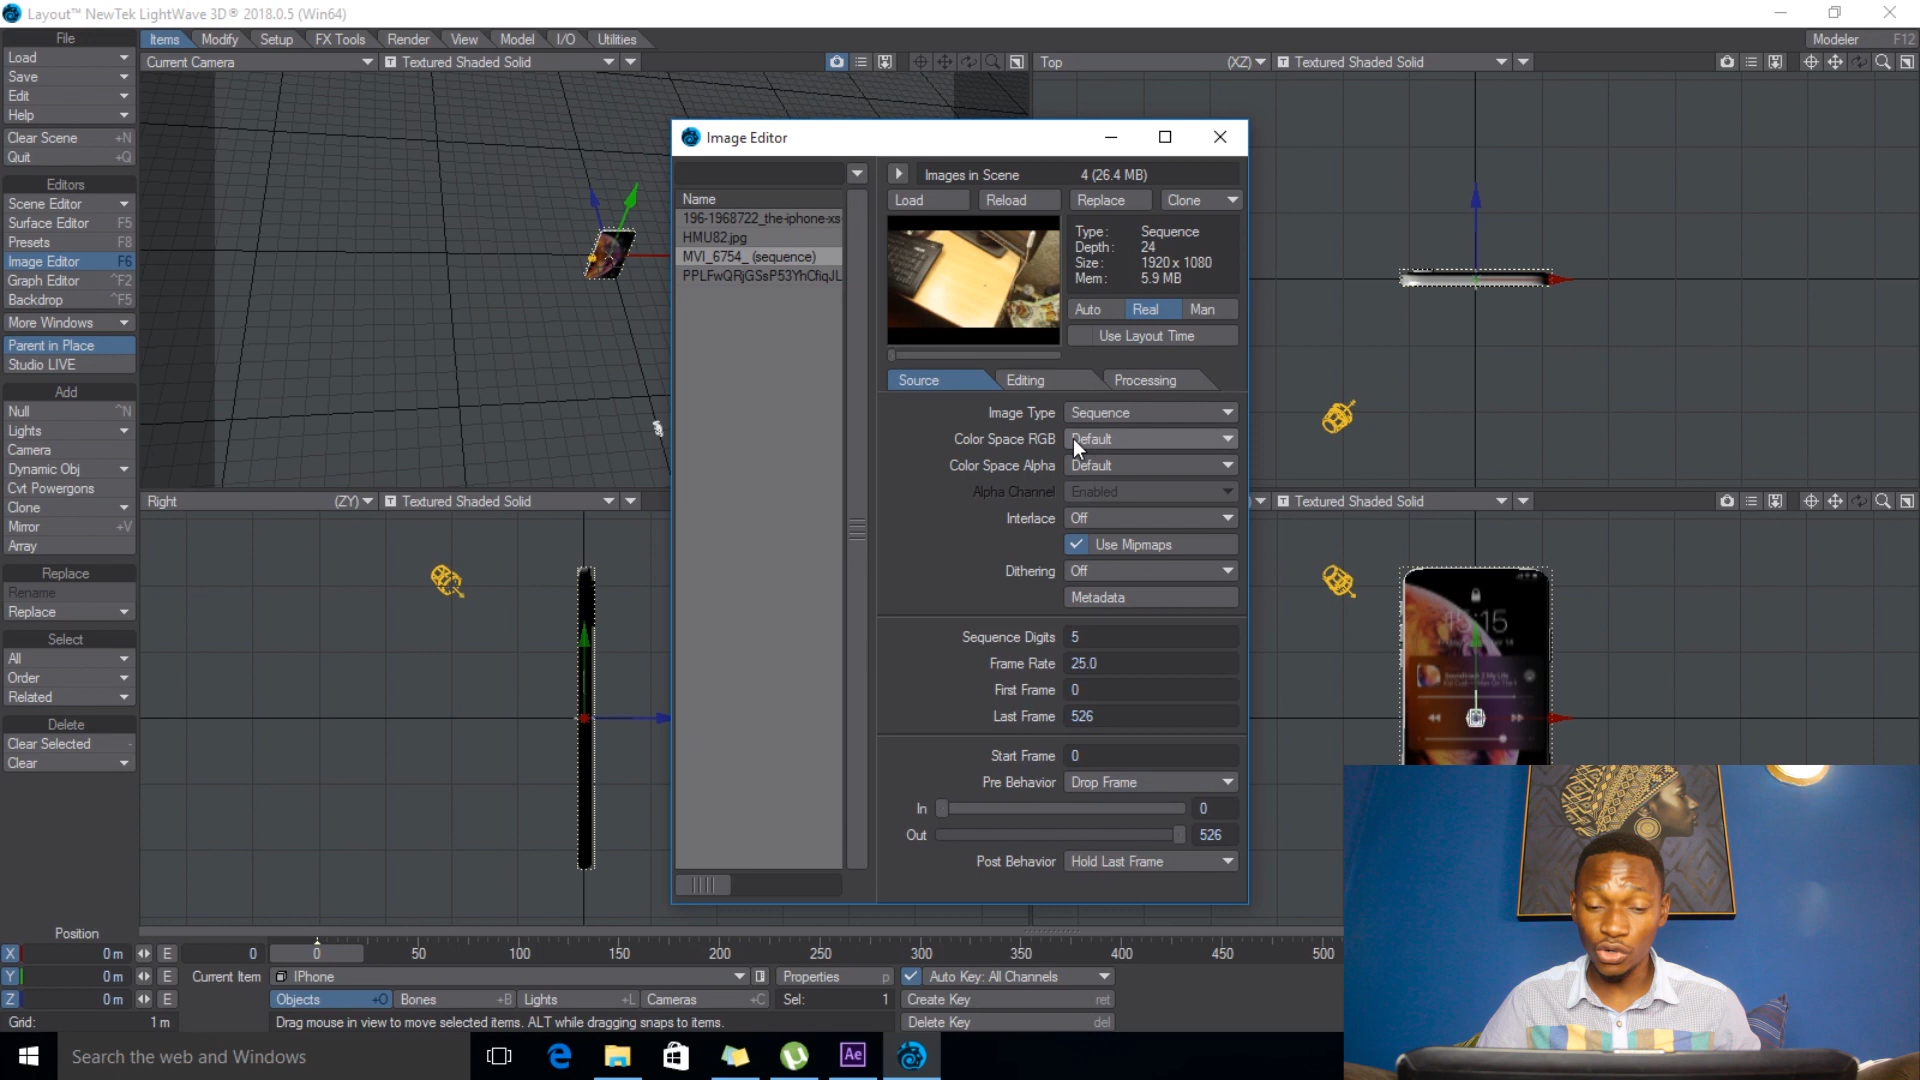 Layout™ NewTek LightWave 3D® 2018.0.5 (Win64)
File
Items Modify Setup FX Tools Render View Model I/O Utilities
Modeler F12
Load
Save
Edit
Help
Clear Scene +N
Quit +Q
Editors
Scene Editor
Surface Editor F5
Presets F8
Image Editor F6
Graph Editor ^F2
Backdrop ^F5
More Windows
Parent in Place
Studio LIVE
Add
Null ^N
Lights
Camera
Dynamic Obj
Cvt Powergons
Clone
Mirror +V
Array
Replace
Rename
Replace
Select
All
Order
Related
Delete
Clear Selected -
Clear
Current Camera T Textured Shaded Solid
Top (XZ) T Textured Shaded Solid
Right (ZY) T Textured Shaded Solid
T Textured Shaded Solid
Image Editor
Name
196-1968722_the-iphone-xs-
HMU82.jpg
MVI_6754_ (sequence)
Images in Scene 4 (26.4 MB)
Load Reload Replace Clone
Type : Sequence
Depth : 24
Size : 1920 x 1080
Mem : 5.9 MB
Auto Real Man
Use Layout Time
Source Editing Processing
Image Type Sequence
Color Space RGB Default
Color Space Alpha Default
Alpha Channel Enabled
Interlace Off
Use Mipmaps
Dithering Off
Metadata
Sequence Digits 5
Frame Rate 25.0
First Frame 0
Last Frame 526
Start Frame 0
Pre Behavior Drop Frame
In 0
Out 526
Post Behavior Hold Last Frame
15:15
Position
X 0 m E 0
0 50 100 150 200 250 300 350 400 450 500
Y 0 m E Current Item IPhone Properties p Auto Key: All Channels
Z 0 m E Objects +O Bones +B Lights +L Cameras +C Sel: 1 Create Key ret
Grid: 1 m Drag mouse in view to move selected items. ALT while dragging snaps to items. Delete Key del
Search the web and Windows
Ae